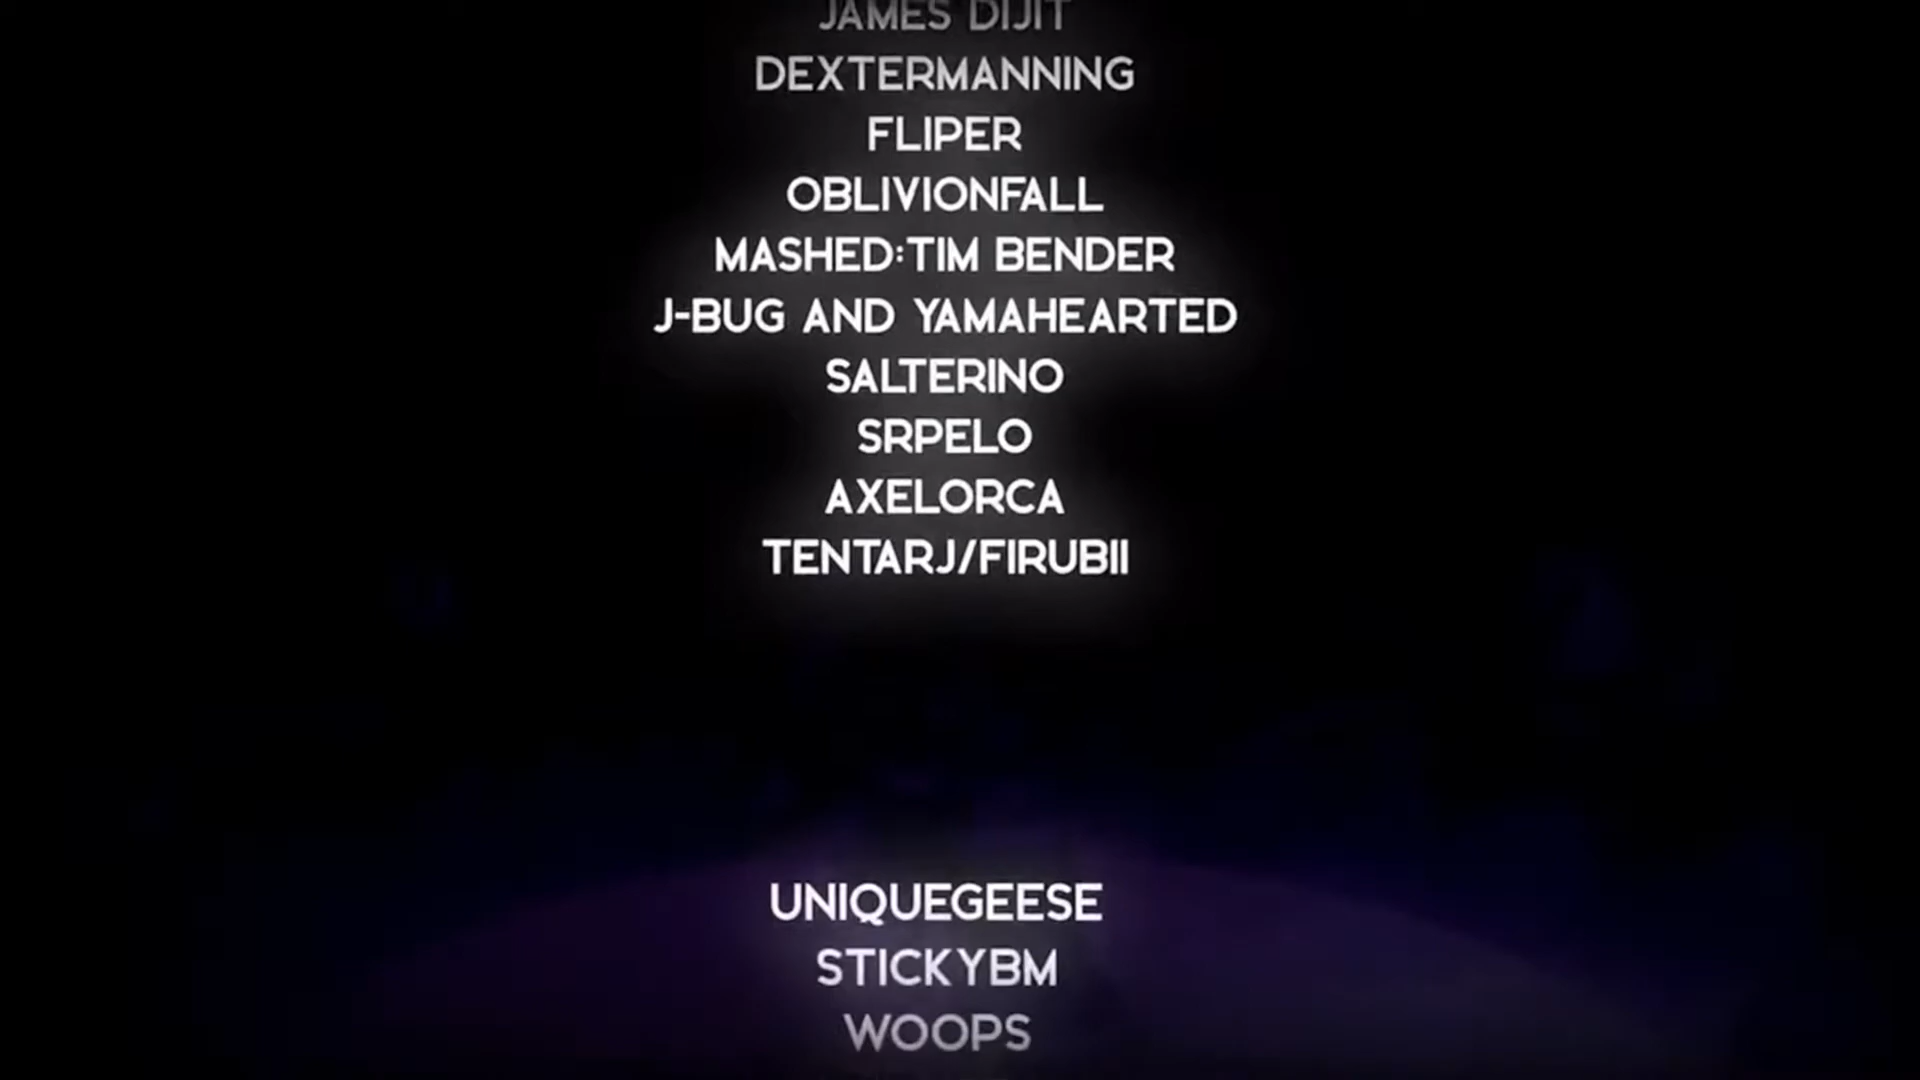 JAMES DIJIT
DEXTERMANNING
FLIPER
OBLIVIONFALL
MASHED:TIM BENDER
J-BUG AND YAMAHEARTED
SALTERINO
SRPELO
AXELORCA
TENTARJ/FIRUBII
UNIQUEGEESE
STICKYBM
WOOPS